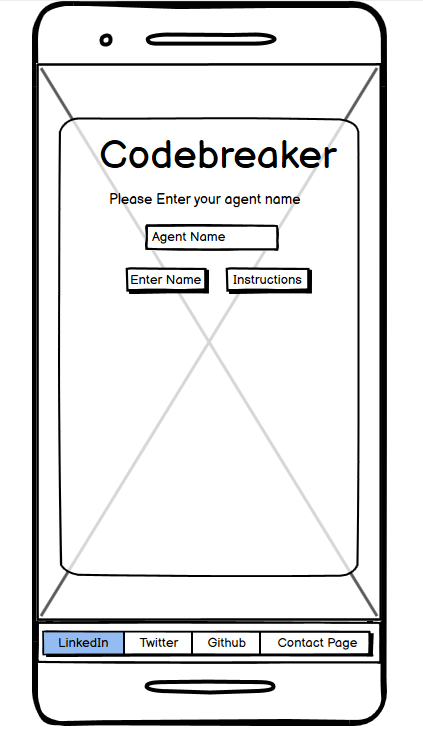 Codebreaker
Please Enter your agent name
Agent Name
Enter Name Instructions
LinkedIn Twitter Github Contact Page